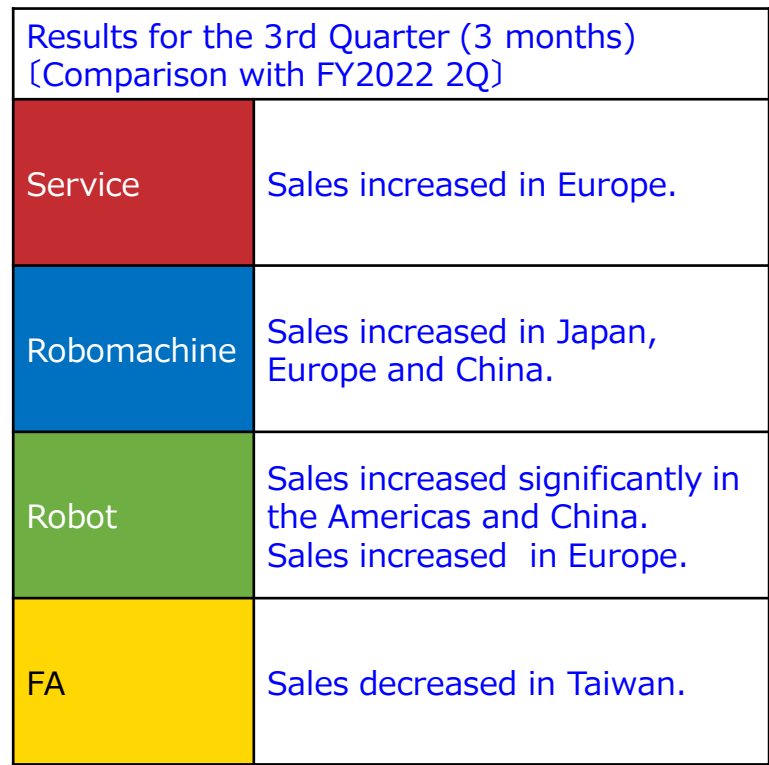 Results for the 3rd Quarter (3 months)
〔Comparison with FY2022 2Q〕
Service
Sales increased in Europe.
Robomachine
Sales increased in Japan,
Europe and China.
Robot
Sales increased significantly in
the Americas and China.
Sales increased  in Europe.
FA
Sales decreased in Taiwan.